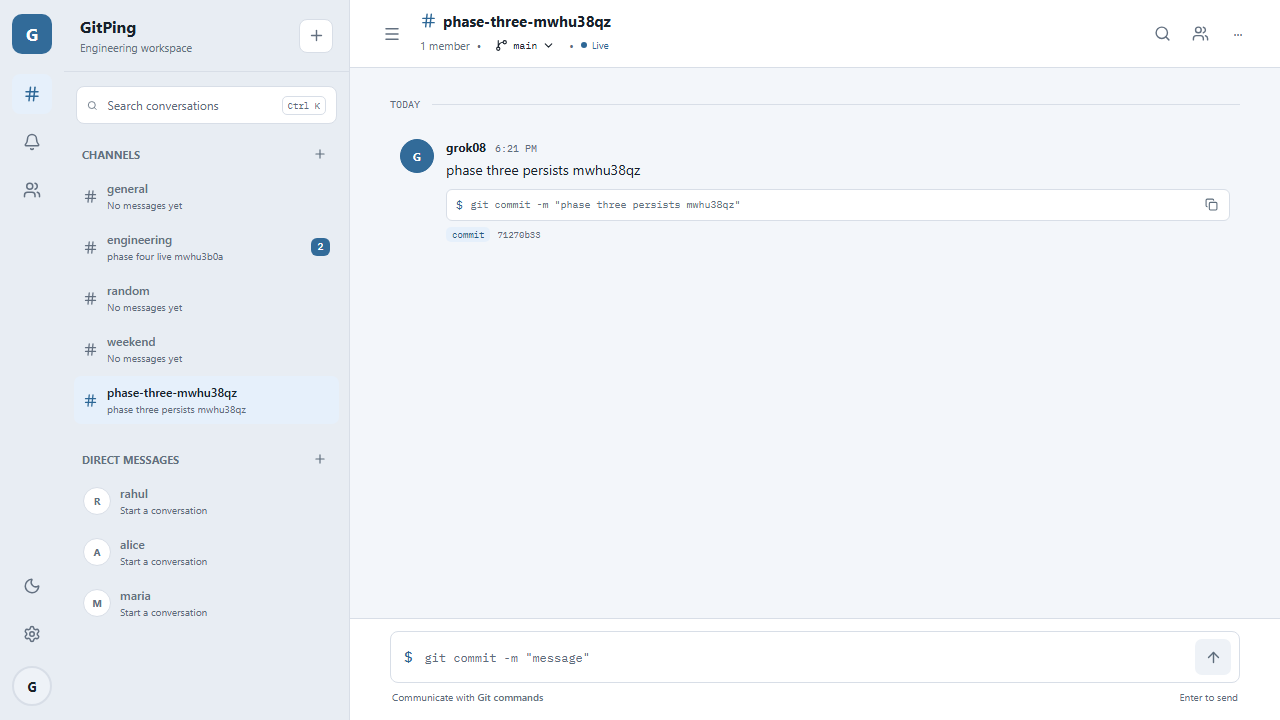 G
GitPing
Engineering workspace
Search conversations
Ctrl K
CHANNELS
general
No messages yet
engineering
phase four live mwhu3b0a
2
random
No messages yet
weekend
No messages yet
phase-three-mwhu38qz
phase three persists mwhu38qz
DIRECT MESSAGES
R
rahul
Start a conversation
A
alice
Start a conversation
M
maria
Start a conversation
G
# phase-three-mwhu38qz
1 member • main • Live
TODAY
G
grok08 6:21 PM
phase three persists mwhu38qz
$ git commit -m "phase three persists mwhu38qz"
commit 71270b33
$ git commit -m "message"
Communicate with Git commands
Enter to send